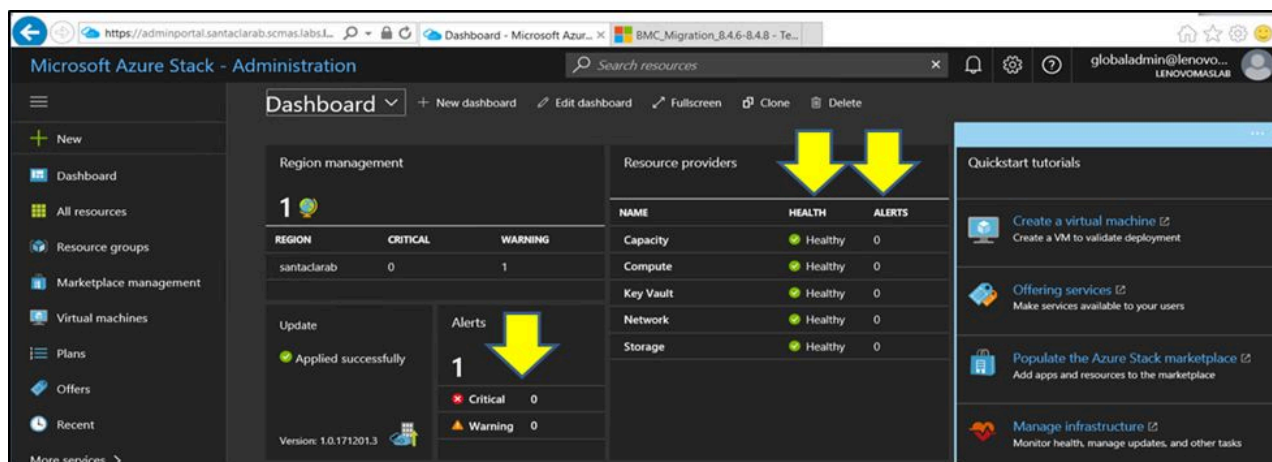 https://adminportal.santaclarab.scmas.labs.l...
Dashboard - Microsoft Azur...
BMC_Migration_8.4.6-8.4.8 - Te...
Microsoft Azure Stack - Administration
Search resources
globaladmin@lenovo...
LENOVOMASLAB
Dashboard
+ New dashboard
Edit dashboard
Fullscreen
Clone
Delete
New
Dashboard
All resources
Resource groups
Marketplace management
Virtual machines
Plans
Offers
Recent
More services >
Region management
1
REGION CRITICAL WARNING
santaclarab 0 1
Update
Applied successfully
Version: 1.0.171201.3
Alerts
1
Critical 0
Warning 0
Resource providers
NAME HEALTH ALERTS
Capacity Healthy 0
Compute Healthy 0
Key Vault Healthy 0
Network Healthy 0
Storage Healthy 0
Quickstart tutorials
Create a virtual machine
Create a VM to validate deployment
Offering services
Make services available to your users
Populate the Azure Stack marketplace
Add apps and resources to the marketplace
Manage infrastructure
Monitor health, manage updates, and other tasks